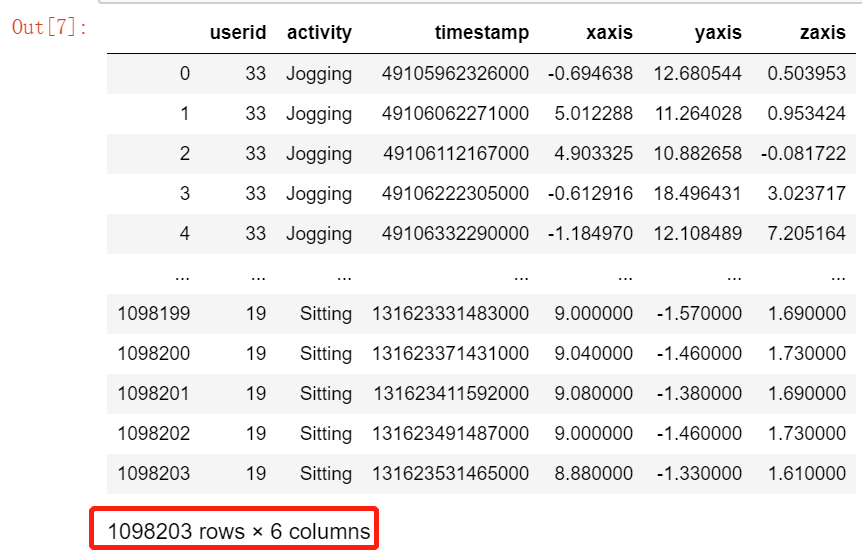 Out[7]:
userid activity timestamp xaxis yaxis zaxis
0 33 Jogging 49105962326000 -0.694638 12.680544 0.503953
1 33 Jogging 49106062271000 5.012288 11.264028 0.953424
2 33 Jogging 49106112167000 4.903325 10.882658 -0.081722
3 33 Jogging 49106222305000 -0.612916 18.496431 3.023717
4 33 Jogging 49106332290000 -1.184970 12.108489 7.205164
... ... ... ... ... ... ...
1098199 19 Sitting 131623331483000 9.000000 -1.570000 1.690000
1098200 19 Sitting 131623371431000 9.040000 -1.460000 1.730000
1098201 19 Sitting 131623411592000 9.080000 -1.380000 1.690000
1098202 19 Sitting 131623491487000 9.000000 -1.460000 1.730000
1098203 19 Sitting 131623531465000 8.880000 -1.330000 1.610000
1098203 rows × 6 columns